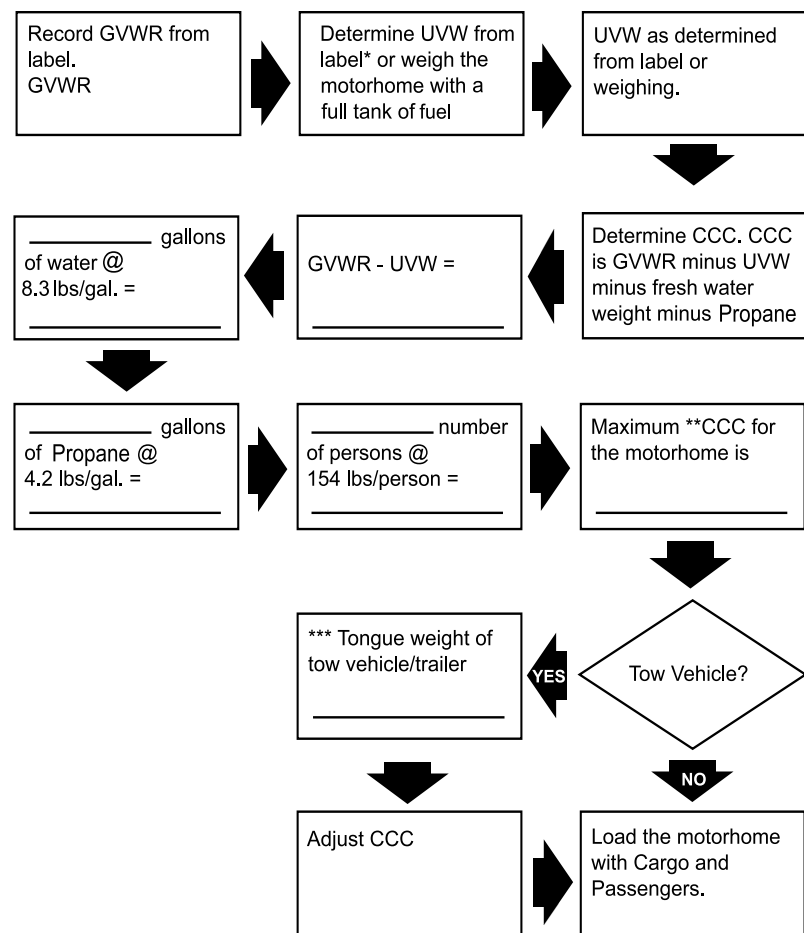 Record GVWR from
label.
GVWR
Determine UVW from
label* or weigh the
motorhome with a
full tank of fuel
UVW as determined
from label or
weighing.
Determine CCC. CCC
is GVWR minus UVW
minus fresh water
weight minus Propane
GVWR - UVW =
gallons
of water @
8.3 lbs/gal. =
gallons
of Propane @
4.2 lbs/gal. =
number
of persons @
154 lbs/person =
Maximum **CCC for
the motorhome is
Tow Vehicle?
YES
*** Tongue weight of
tow vehicle/trailer
NO
Adjust CCC
Load the motorhome
with Cargo and
Passengers.